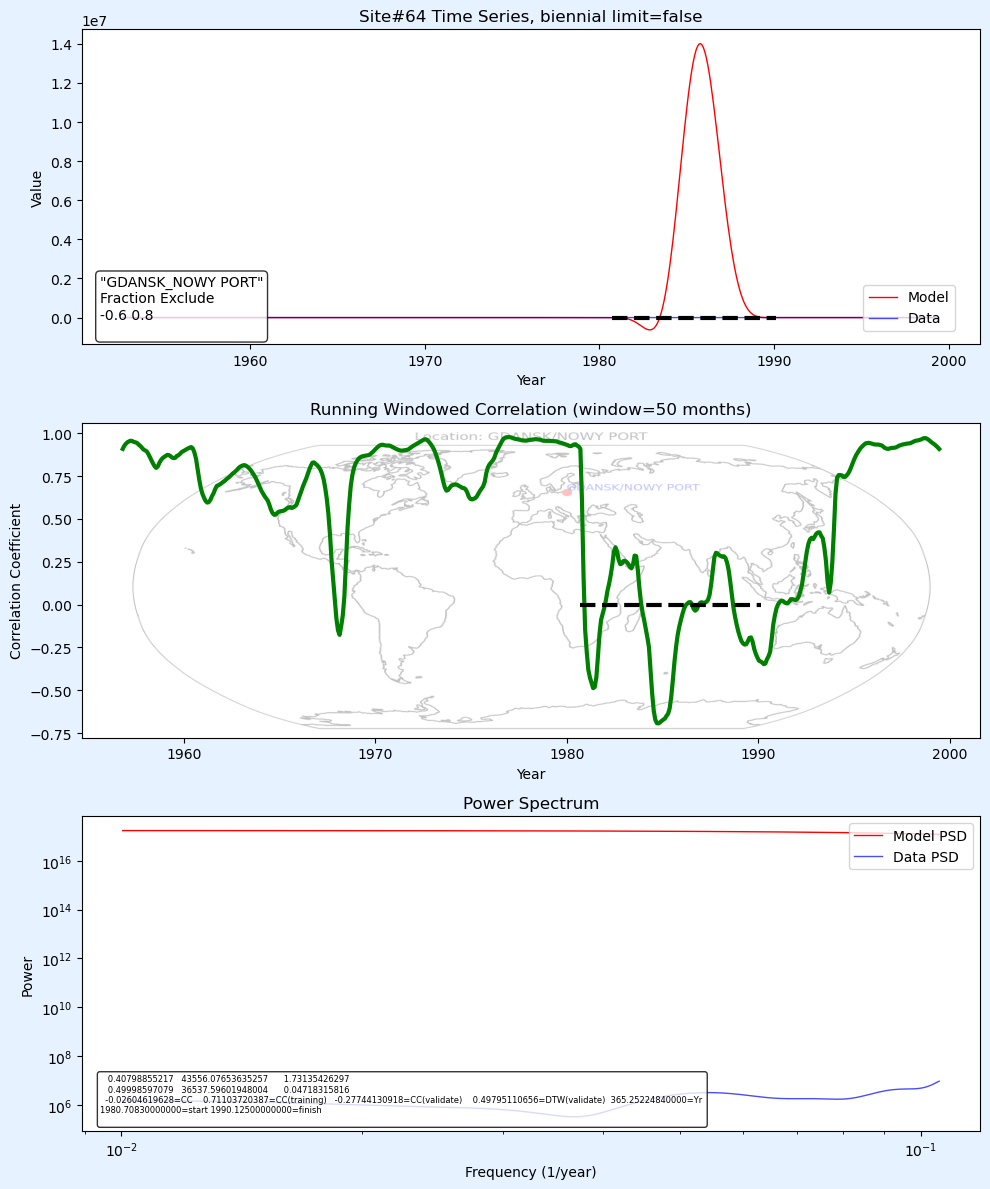 Site#64 Time Series, biennial limit=false
1e7
1.4
1.2
1.0
0.8
0.6
0.4
0.2
0.0
Value
"GDANSK_NOWY PORT"
Fraction Exclude
-0.6 0.8
Model
Data
1960 1970 1980 1990 2000
Year
Running Windowed Correlation (window=50 months)
Location: GDANSK/NOWY PORT
GDANSK/NOWY PORT
1.00
0.75
0.50
0.25
0.00
−0.25
−0.50
−0.75
Correlation Coefficient
1960 1970 1980 1990 2000
Year
Power Spectrum
Model PSD
Data PSD
10^16
10^14
10^12
10^10
10^8
10^6
Power
0.40798855217 43556.07653635257 1.73135426297
0.49998597079 36537.59601948004 0.04718315816
-0.02604619628=CC 0.71103720387=CC(training) -0.27744130918=CC(validate) 0.49795110656=DTW(validate) 365.25224840000=Yr
1980.70830000000=start 1990.12500000000=finish
10^−2 10^−1
Frequency (1/year)